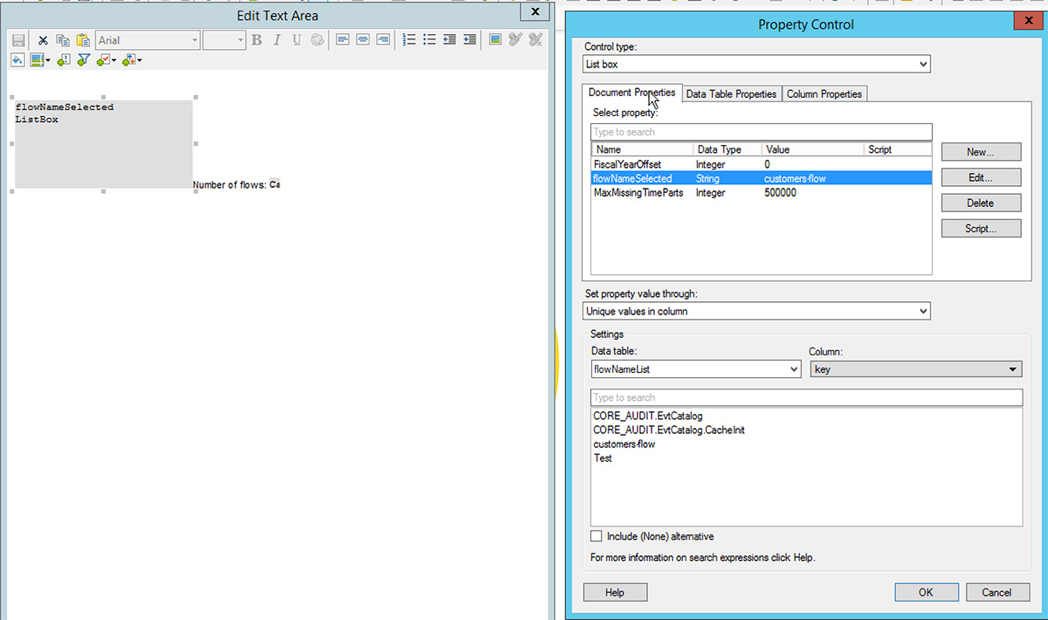 Edit Text Area
x
Arial
B I U
flowNameSelected
ListBox
Number of flows: Ca
Property Control
x
Control type:
List box
Document Properties Data Table Properties Column Properties
Select property:
Type to search
Name Data Type Value Script
FiscalYearOffset Integer 0
flowNameSelected String customers-flow
MaxMissingTimeParts Integer 500000
New...
Edit...
Delete
Script...
Set property value through:
Unique values in column
Settings
Data table: Column:
flowNameList key
Type to search
CORE_AUDIT.EvtCatalog
CORE_AUDIT.EvtCatalog.CacheInit
customers-flow
Test
Include (None) alternative
For more information on search expressions click Help.
Help OK Cancel